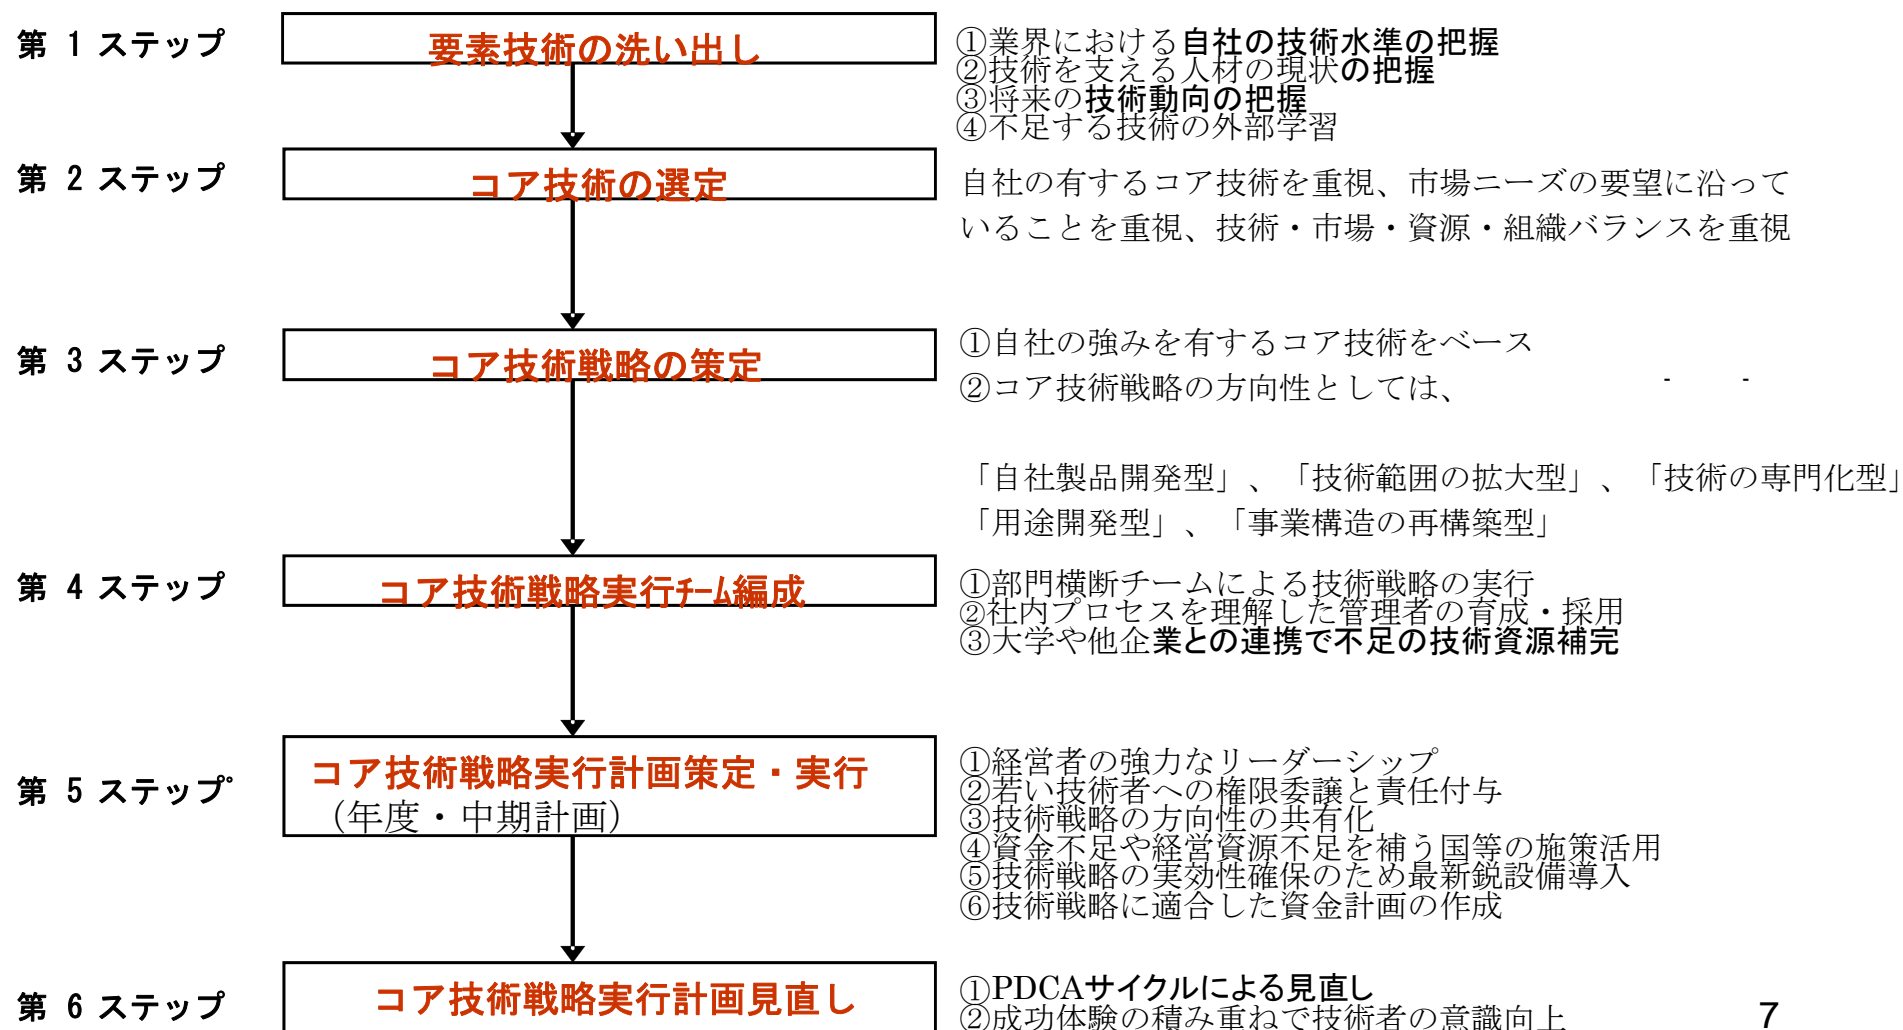 第 1 ステップ
要素技術の洗い出し
①業界における自社の技術水準の把握
②技術を支える人材の現状の把握
③将来の技術動向の把握
④不足する技術の外部学習
第 2 ステップ
コア技術の選定
自社の有するコア技術を重視、市場ニーズの要望に沿って
いることを重視、技術・市場・資源・組織バランスを重視
第 3 ステップ
コア技術戦略の策定
①自社の強みを有するコア技術をベース
②コア技術戦略の方向性としては、 - -
「自社製品開発型」、「技術範囲の拡大型」、「技術の専門化型」
「用途開発型」、「事業構造の再構築型」
第 4 ステップ
コア技術戦略実行ﾁｰﾑ編成
①部門横断チームによる技術戦略の実行
②社内プロセスを理解した管理者の育成・採用
③大学や他企業との連携で不足の技術資源補完
第 5 ステップ゜
コア技術戦略実行計画策定・実行
（年度・中期計画）
①経営者の強力なリーダーシップ
②若い技術者への権限委譲と責任付与
③技術戦略の方向性の共有化
④資金不足や経営資源不足を補う国等の施策活用
⑤技術戦略の実効性確保のため最新鋭設備導入
⑥技術戦略に適合した資金計画の作成
第 6 ステップ
コア技術戦略実行計画見直し
①PDCAサイクルによる見直し
②成功体験の積み重ねで技術者の意識向上
7